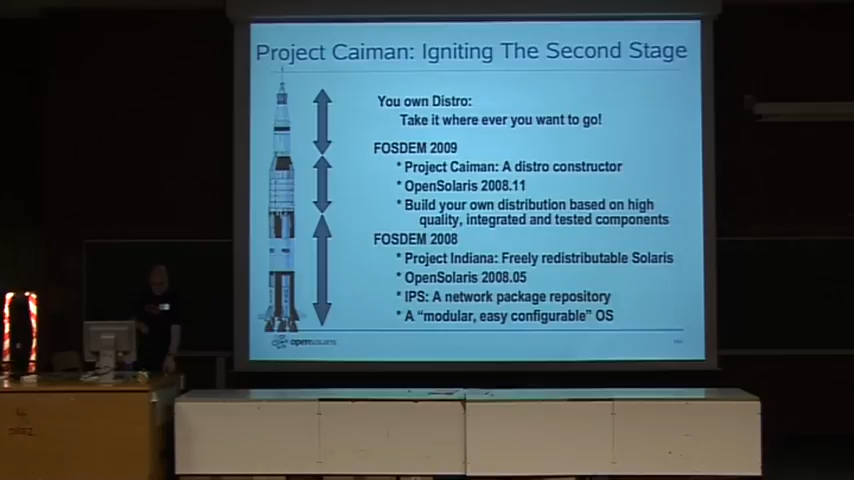 Project Caiman: Igniting The Second Stage
You own Distro:
Take it where ever you want to go!
FOSDEM 2009
* Project Caiman: A distro constructor
* OpenSolaris 2008.11
* Build your own distribution based on high
quality, integrated and tested components
FOSDEM 2008
* Project Indiana: Freely redistributable Solaris
* OpenSolaris 2008.05
* IPS: A network package repository
* A “modular, easy configurable” OS
opensolaris